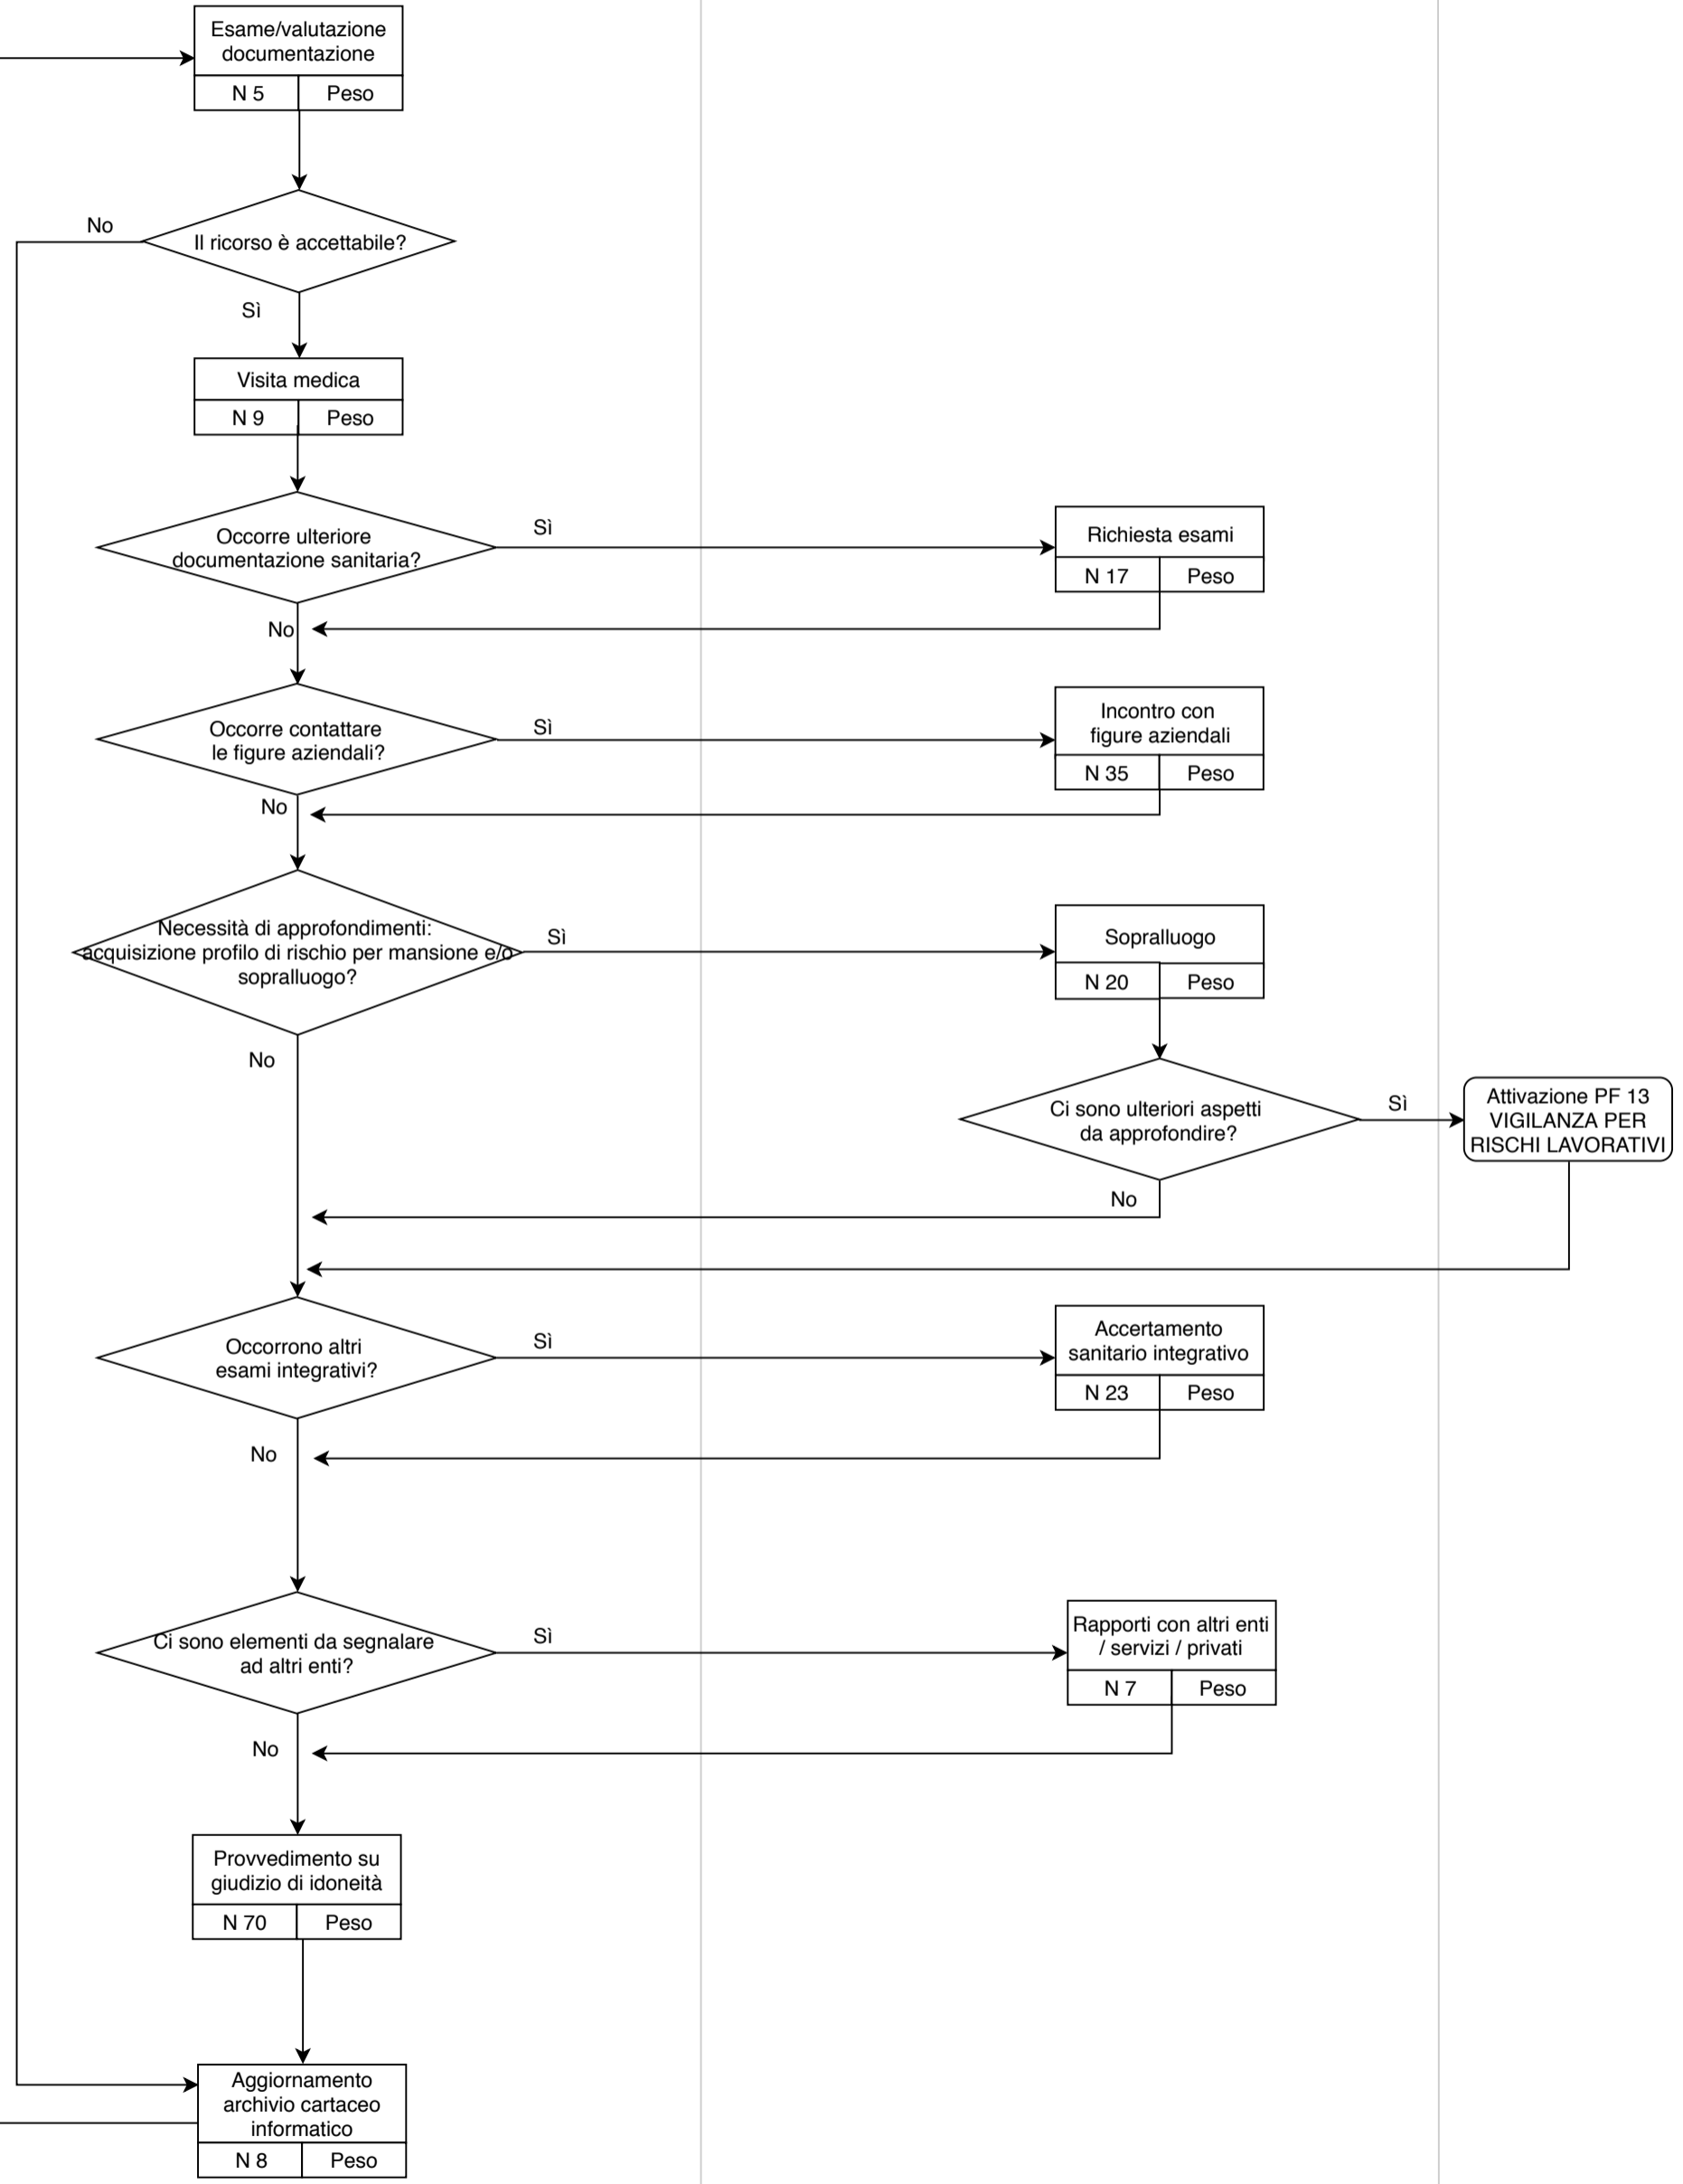 Esame/valutazione
documentazione
N 5
Peso
No
Il ricorso è accettabile?
Sì
Visita medica
N 9
Peso
Occorre ulteriore
documentazione sanitaria?
Sì
Richiesta esami
N 17
Peso
No
Occorre contattare
le figure aziendali?
Sì
Incontro con
figure aziendali
N 35
Peso
No
Necessità di approfondimenti:
acquisizione profilo di rischio per mansione e/o
sopralluogo?
Sì
Sopralluogo
N 20
Peso
No
Ci sono ulteriori aspetti
da approfondire?
Sì
Attivazione PF 13
VIGILANZA PER
RISCHI LAVORATIVI
No
Occorrono altri
esami integrativi?
Sì
Accertamento
sanitario integrativo
N 23
Peso
No
Ci sono elementi da segnalare
ad altri enti?
Sì
Rapporti con altri enti
/ servizi / privati
N 7
Peso
No
Provvedimento su
giudizio di idoneità
N 70
Peso
Aggiornamento
archivio cartaceo
informatico
N 8
Peso